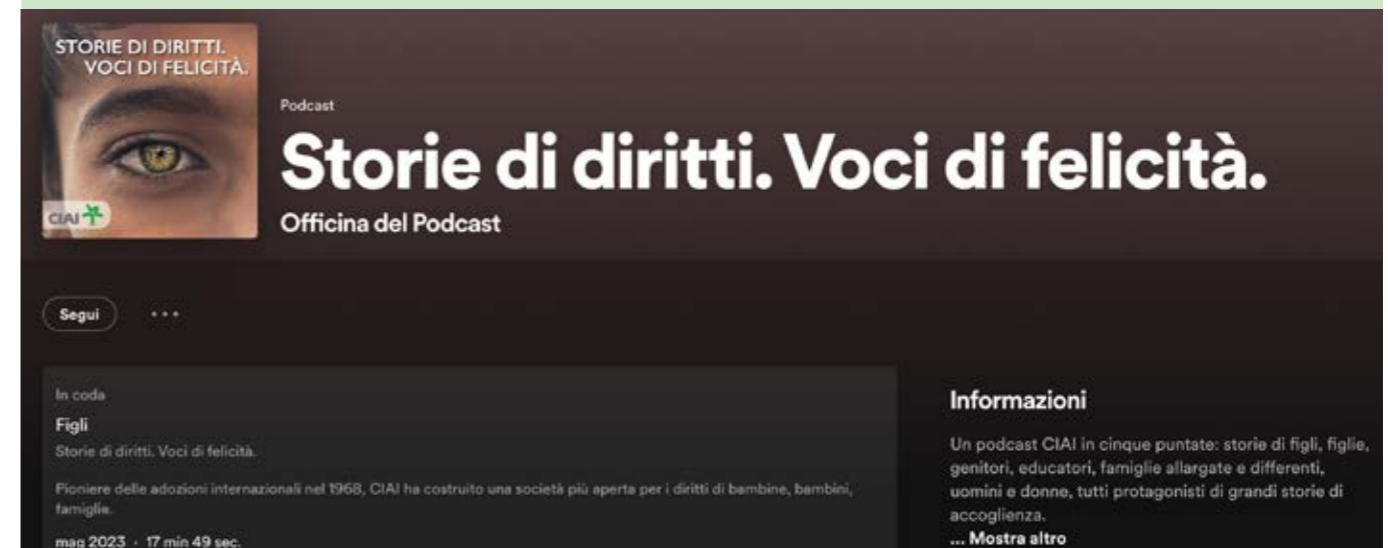 STORIE DI DIRITTI.
VOCI DI FELICITÀ.
CIAI
Podcast
Storie di diritti. Voci di felicità.
Officina del Podcast
Segui
In coda
Figli
Storie di diritti. Voci di felicità.
Pioniere delle adozioni internazionali nel 1968, CIAI ha costruito una società più aperta per i diritti di bambine, bambini,
famiglie.
mag 2023 · 17 min 49 sec.
Informazioni
Un podcast CIAI in cinque puntate: storie di figli, figlie,
genitori, educatori, famiglie allargate e differenti,
uomini e donne, tutti protagonisti di grandi storie di
accoglienza.
... Mostra altro